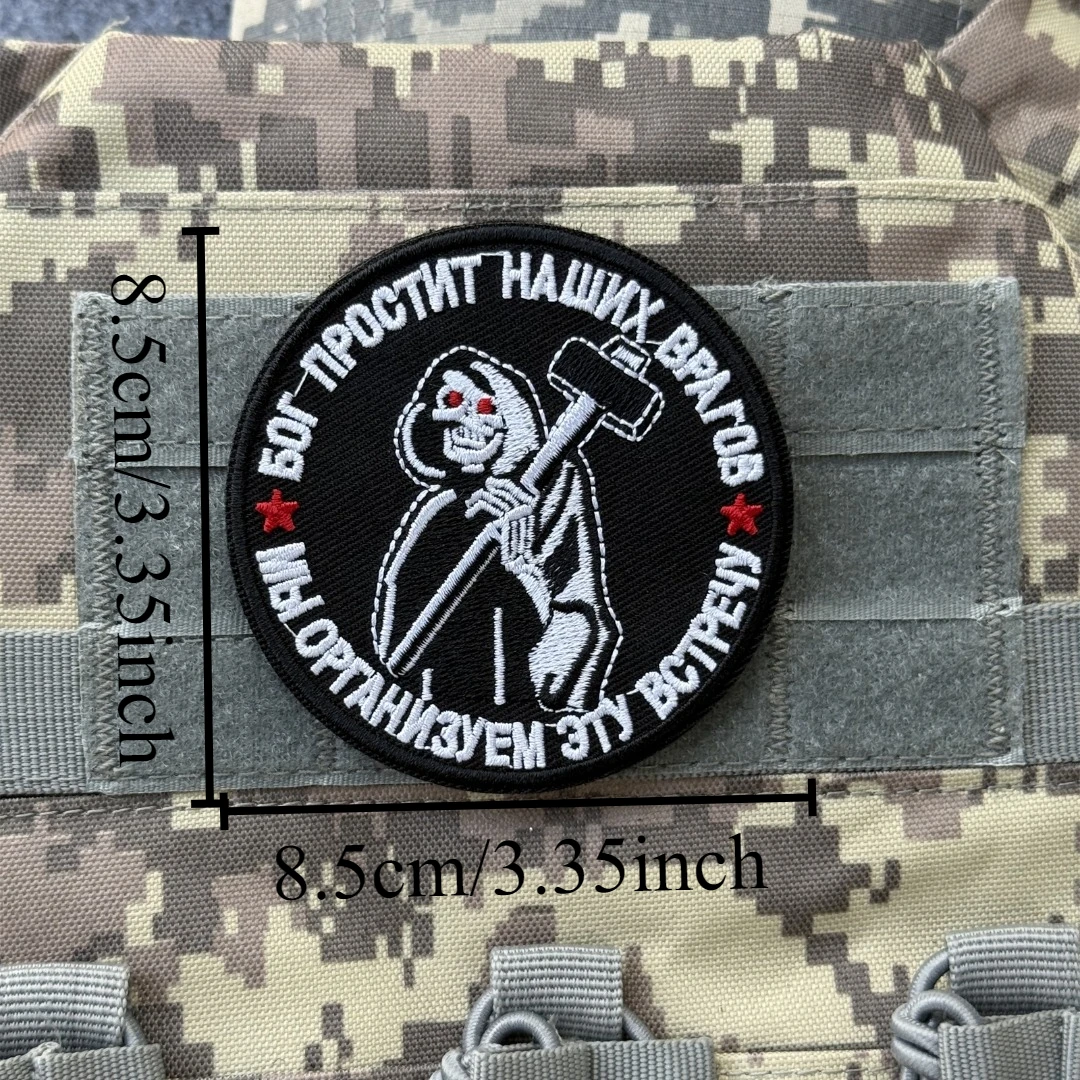 БОГ ПРОСТИТ НАШИХ ВРАГОВ
МЫ ОРГАНИЗУЕМ ЭТУ ВСТРЕЧУ
8.5cm/3.35inch
8.5cm/3.35inch